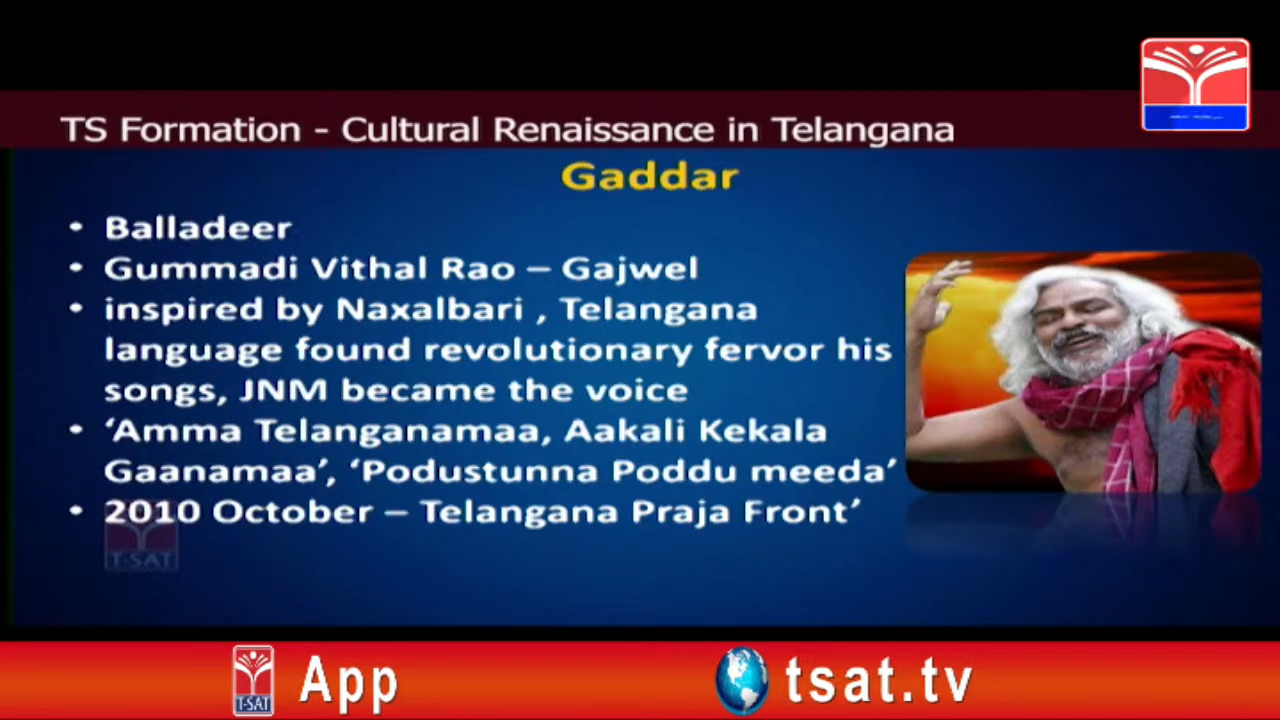 TS Formation - Cultural Renaissance in Telangana
Gaddar
• Balladeer
• Gummadi Vithal Rao – Gajwel
• inspired by Naxalbari , Telangana
language found revolutionary fervor his
songs, JNM became the voice
• ‘Amma Telanganamaa, Aakali Kekala
Gaanamaa’, ‘Podustunna Poddu meeda’
• 2010 October – Telangana Praja Front’
T-SAT
T-SAT App
tsat.tv